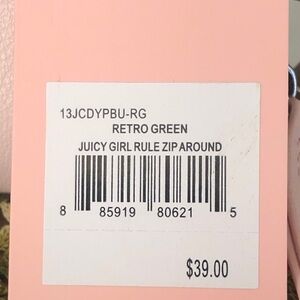 13JCDYPBU-RG
RETRO GREEN
JUICY GIRL RULE ZIP AROUND
8 85919 80621 5
$39.00